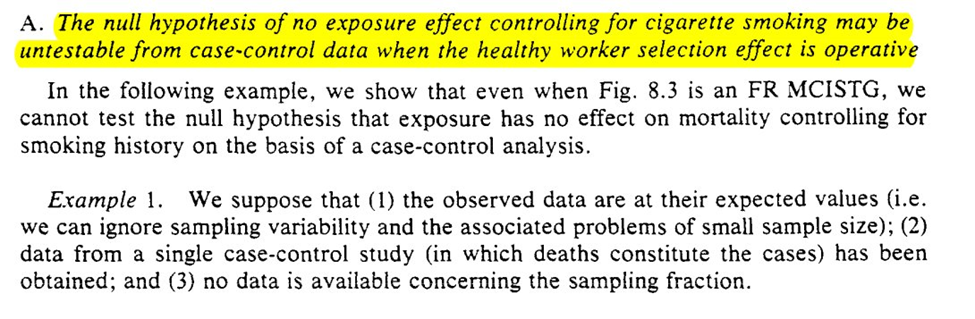 A. The null hypothesis of no exposure effect controlling for cigarette smoking may be
untestable from case-control data when the healthy worker selection effect is operative
In the following example, we show that even when Fig. 8.3 is an FR MCISTG, we
cannot test the null hypothesis that exposure has no effect on mortality controlling for
smoking history on the basis of a case-control analysis.
Example 1. We suppose that (1) the observed data are at their expected values (i.e.
we can ignore sampling variability and the associated problems of small sample size); (2)
data from a single case-control study (in which deaths constitute the cases) has been
obtained; and (3) no data is available concerning the sampling fraction.